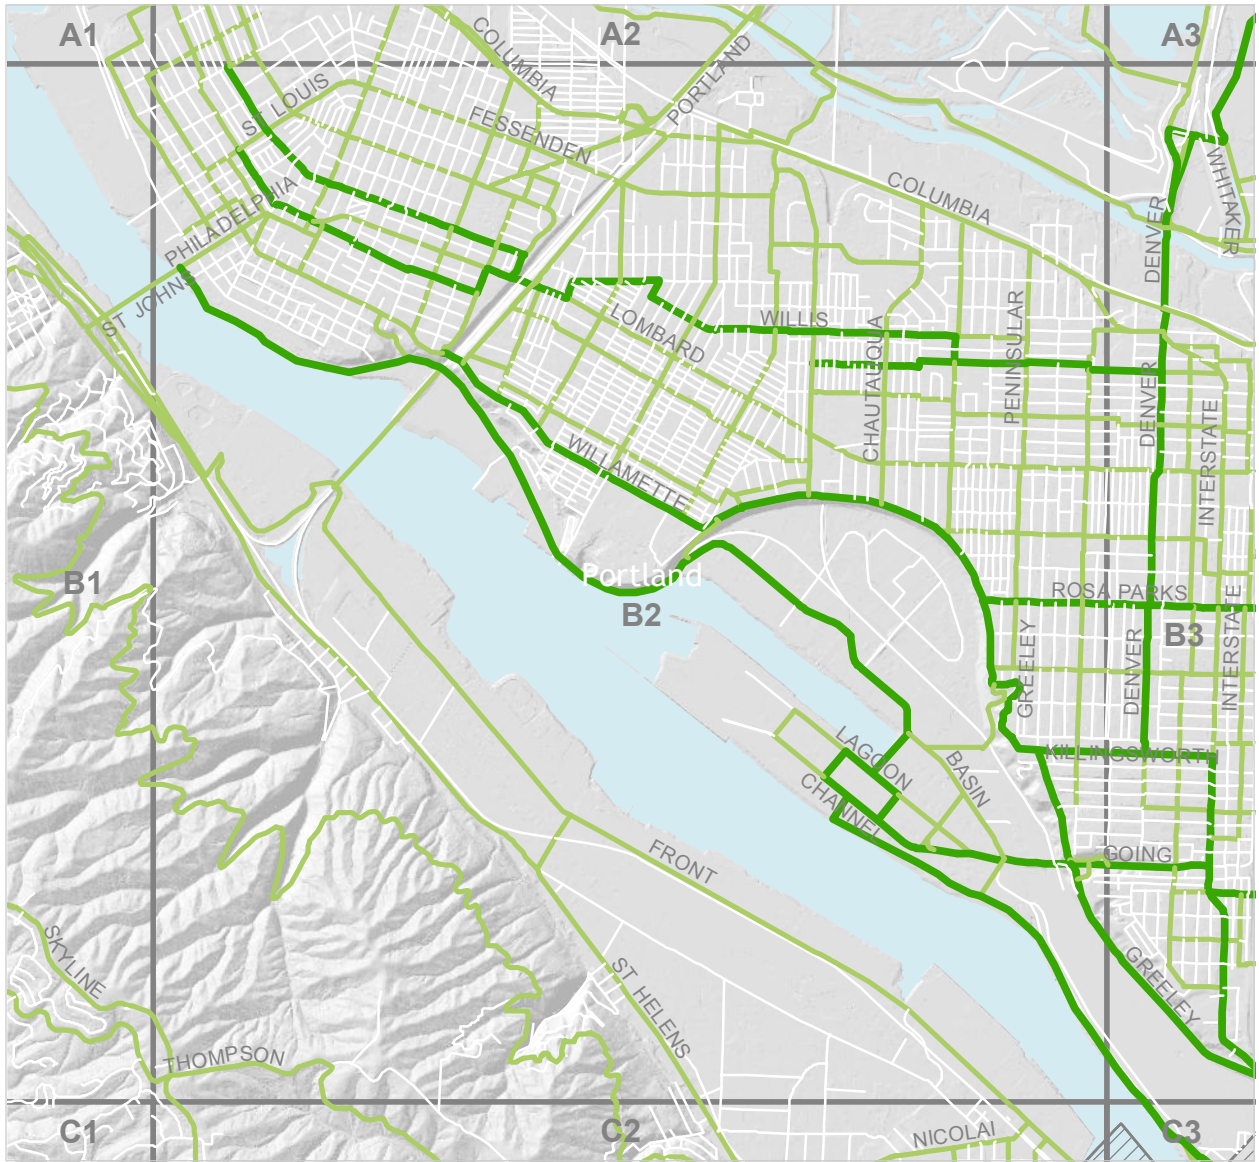 A1
A2
A3
COLUMBIA
PORTLAND
ST LOUIS
FESSENDEN
WHITAKER
PHILADELPHIA
COLUMBIA
DENVER
ST JOHNS
LOMBARD
WILLIS
PENINSULAR
CHAUTAUQUA
DENVER
INTERSTATE
WILLAMETTE
B1
Portland
B2
ROSA PARKS
B3
GREELEY
DENVER
INTERSTATE
LAGOON
BASIN
KILLINGSWORTH
CHANNEL
FRONT
GOING
SKYLINE
ST HELENS
GREELEY
THOMPSON
C1
C2
NICOLAI
C3